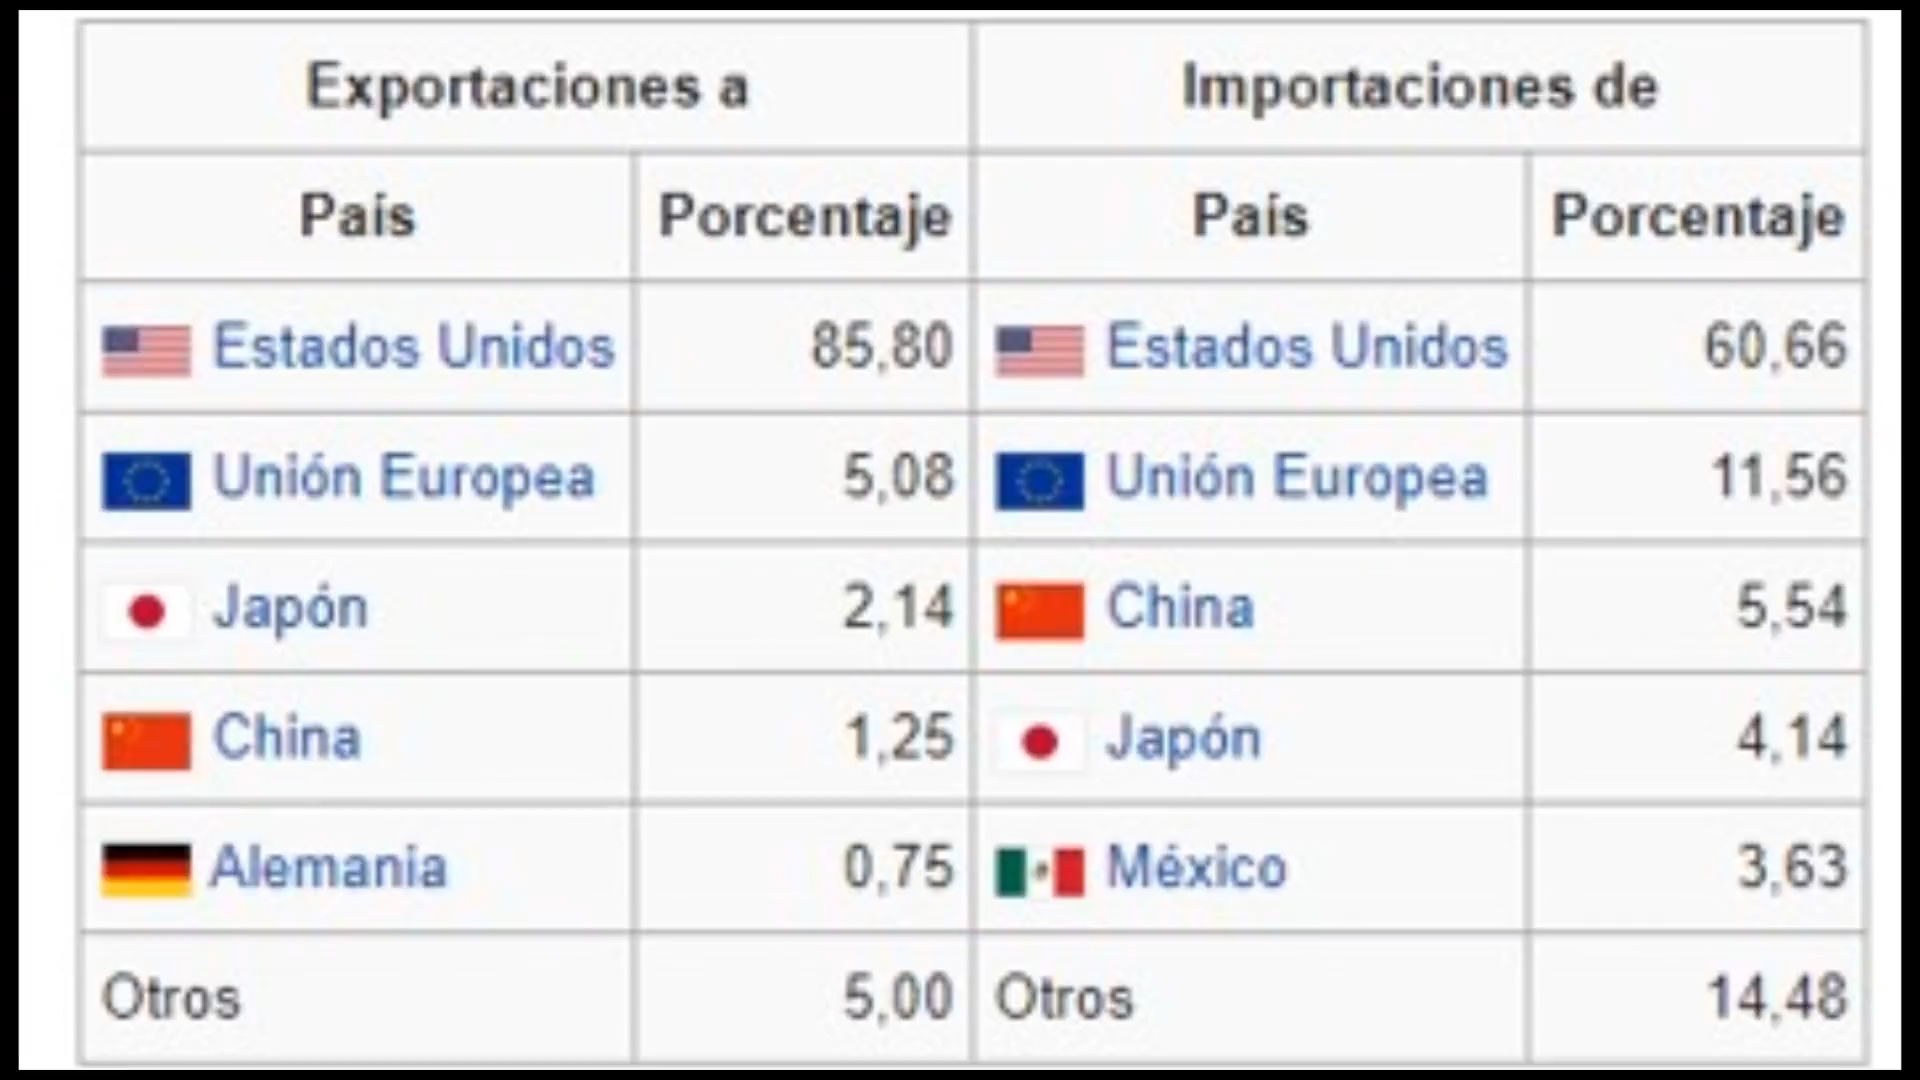 Exportaciones a Importaciones de
País Porcentaje País Porcentaje
Estados Unidos 85,80 Estados Unidos 60,66
Unión Europea 5,08 Unión Europea 11,56
Japón 2,14 China 5,54
China 1,25 Japón 4,14
Alemania 0,75 México 3,63
Otros 5,00 Otros 14,48